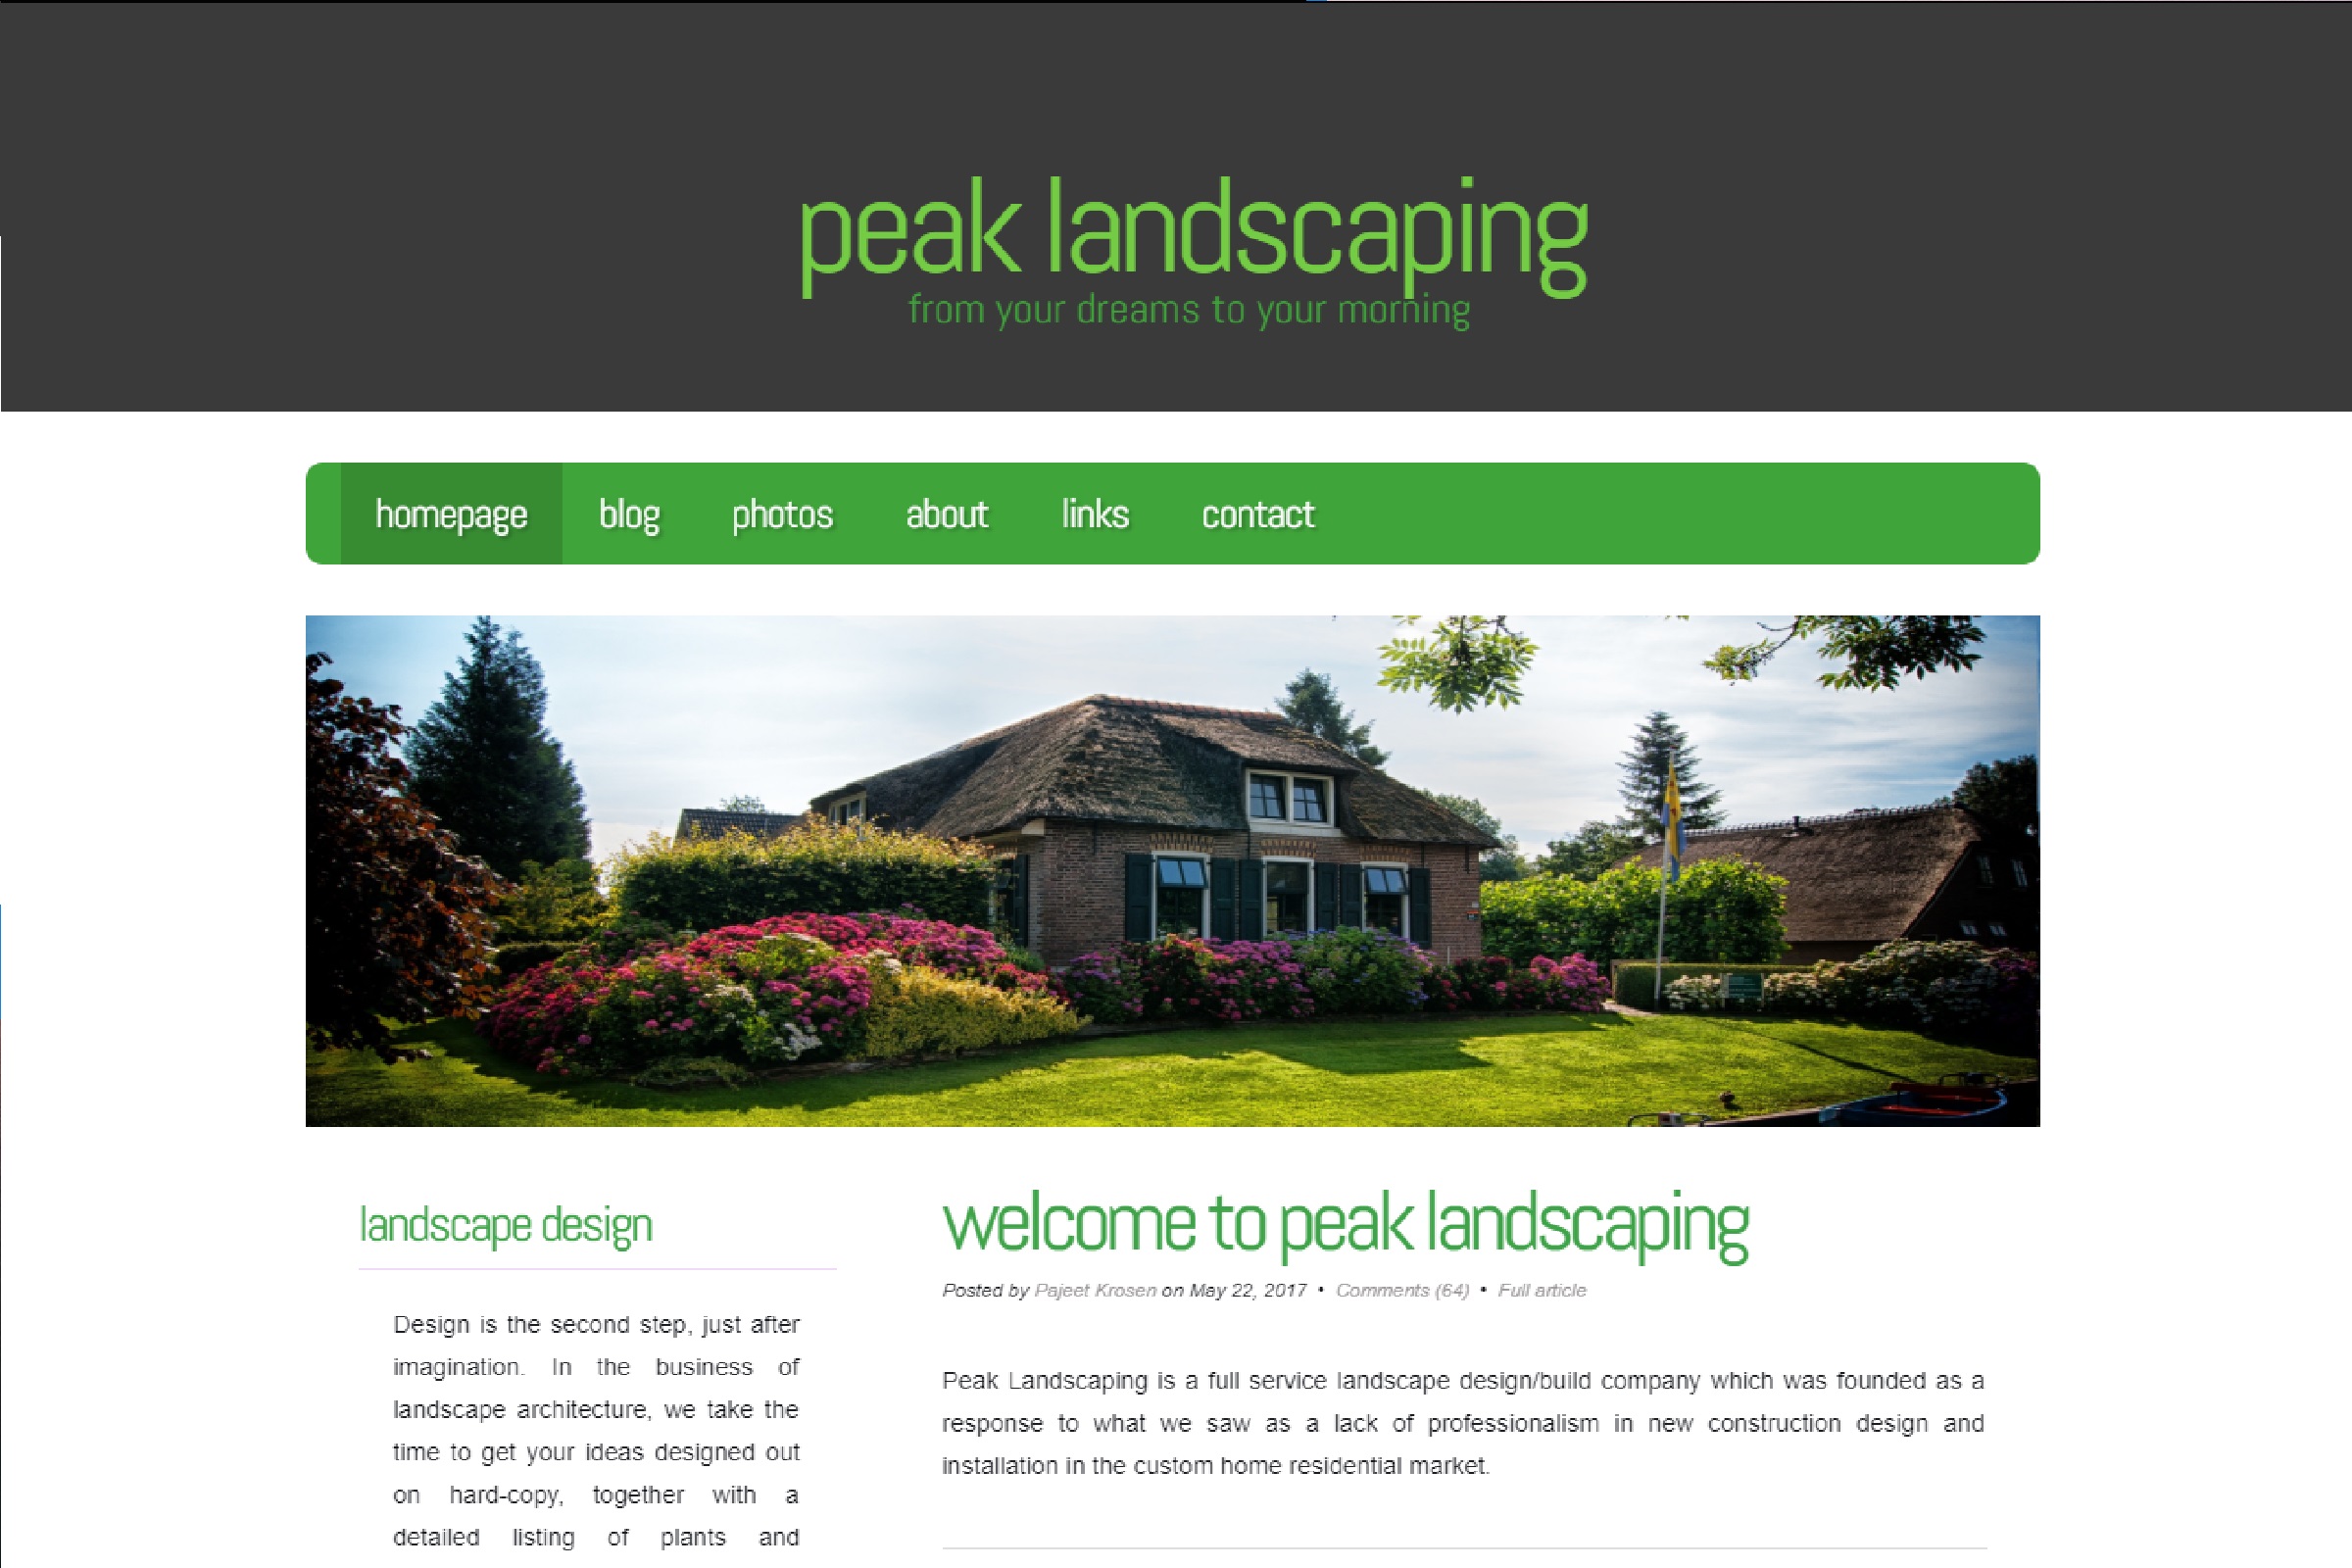 peak landscaping
from your dreams to your morning
homepage blog photos about links contact
landscape design
Design is the second step, just after
imagination. In the business of
landscape architecture, we take the
time to get your ideas designed out
on hard-copy, together with a
detailed listing of plants and
welcome to peak landscaping
Posted by Pajeet Krosen on May 22, 2017 • Comments (64) • Full article
Peak Landscaping is a full service landscape design/build company which was founded as a
response to what we saw as a lack of professionalism in new construction design and
installation in the custom home residential market.